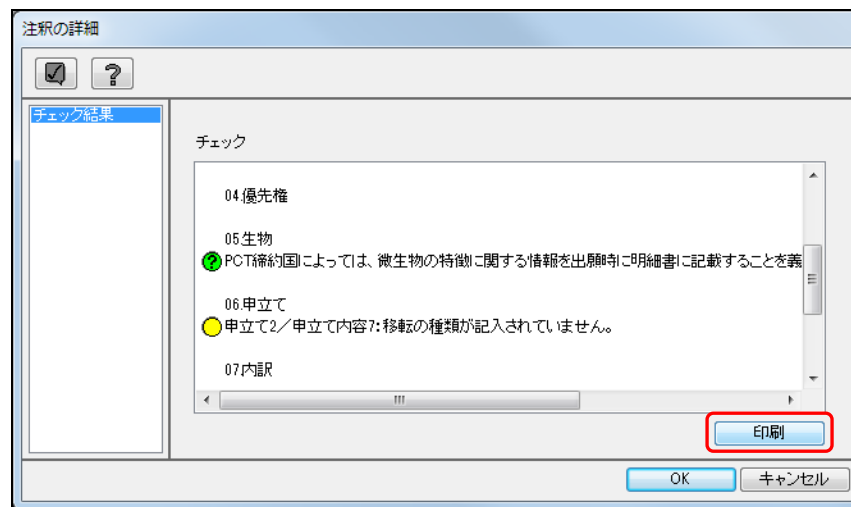 注釈の詳細
チェック結果
チェック
04.優先権
05.生物
?PCT締約国によっては、微生物の特徴に関する情報を出願時に明細書に記載することを義
06.申立て
申立て2／申立て内容7:移転の種類が記入されていません。
07.内訳
印刷
OK キャンセル